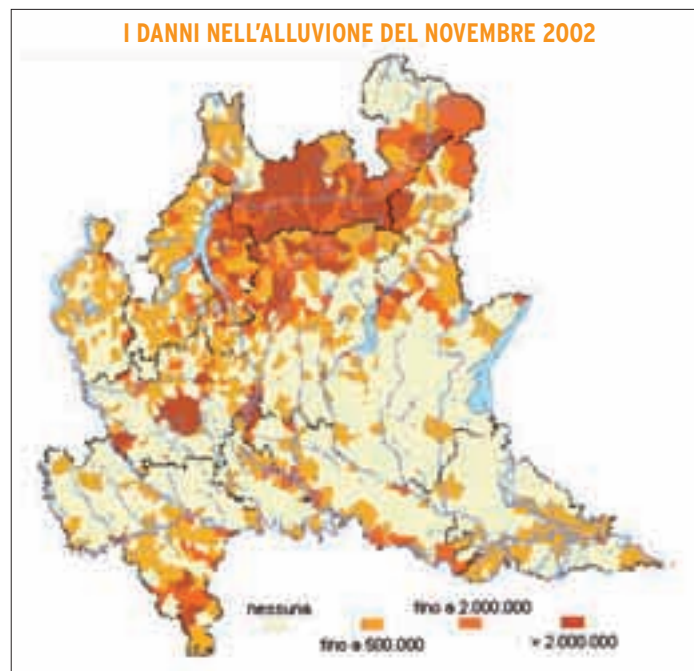 I DANNI NELL'ALLUVIONE DEL NOVEMBRE 2002
nessuna
fino a 500.000
fino a 2.000.000
> 2.000.000